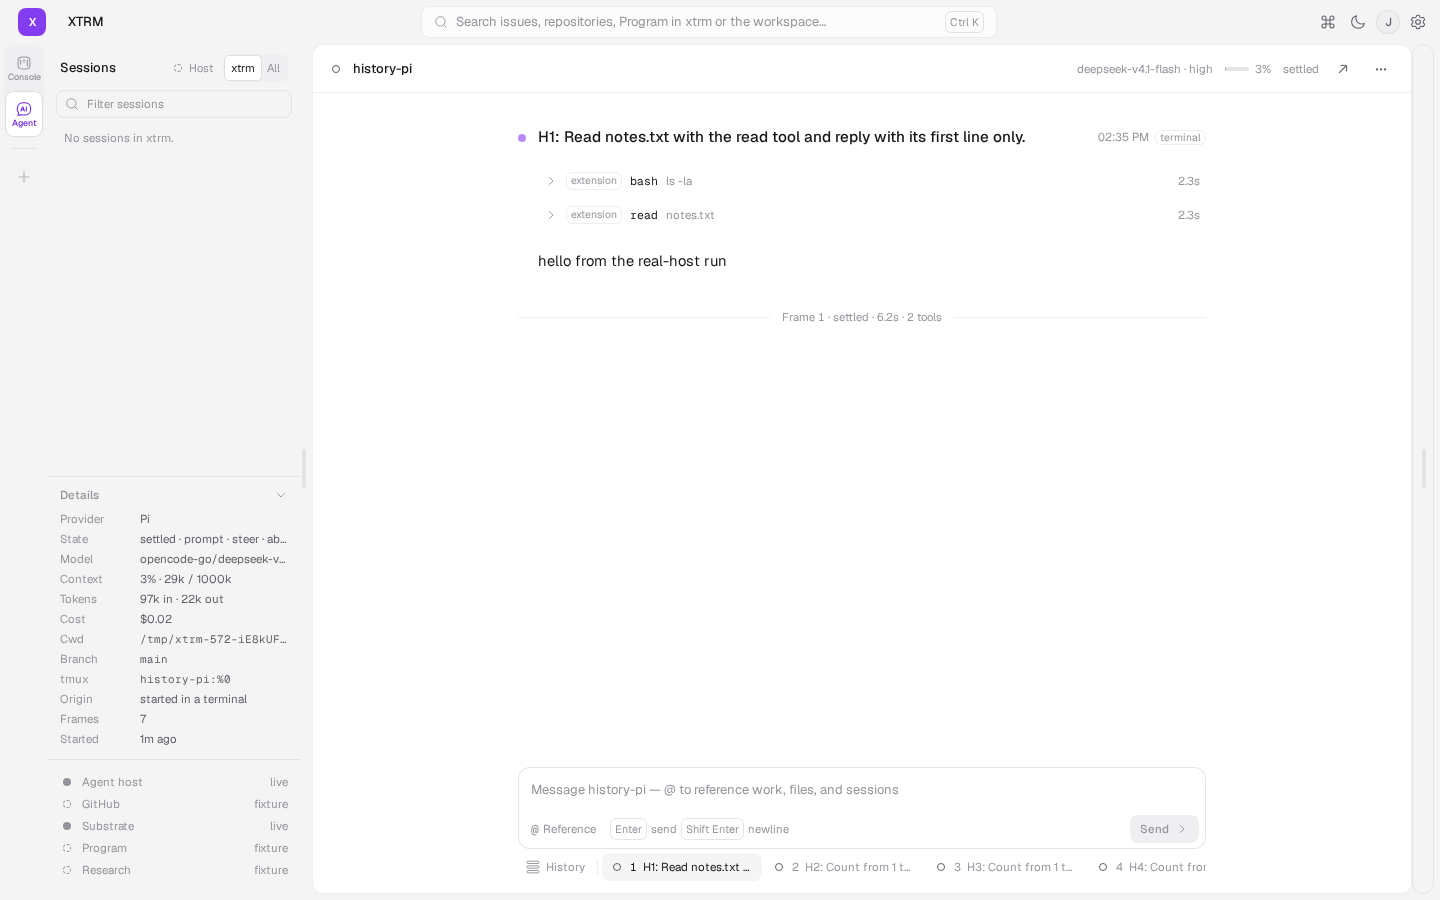 X XTRM Search issues, repositories, Program in xtrm or the workspace... Ctrl K J
Console
AI
Agent
Sessions Host xtrm All
Filter sessions
No sessions in xtrm.
Details
Provider Pi
State settled · prompt · steer · ab...
Model opencode-go/deepseek-v...
Context 3% · 29k / 1000k
Tokens 97k in · 22k out
Cost $0.02
Cwd /tmp/xtrm-572-iE8kUF...
Branch main
tmux history-pi:%0
Origin started in a terminal
Frames 7
Started 1m ago
Agent host live
GitHub fixture
Substrate live
Program fixture
Research fixture
history-pi deepseek-v4.1-flash · high 3% settled
H1: Read notes.txt with the read tool and reply with its first line only. 02:35 PM terminal
extension bash ls -la 2.3s
extension read notes.txt 2.3s
hello from the real-host run
Frame 1 · settled · 6.2s · 2 tools
Message history-pi — @ to reference work, files, and sessions
@ Reference Enter send Shift Enter newline Send
History 1 H1: Read notes.txt ... 2 H2: Count from 1 t... 3 H3: Count from 1 t... 4 H4: Count from